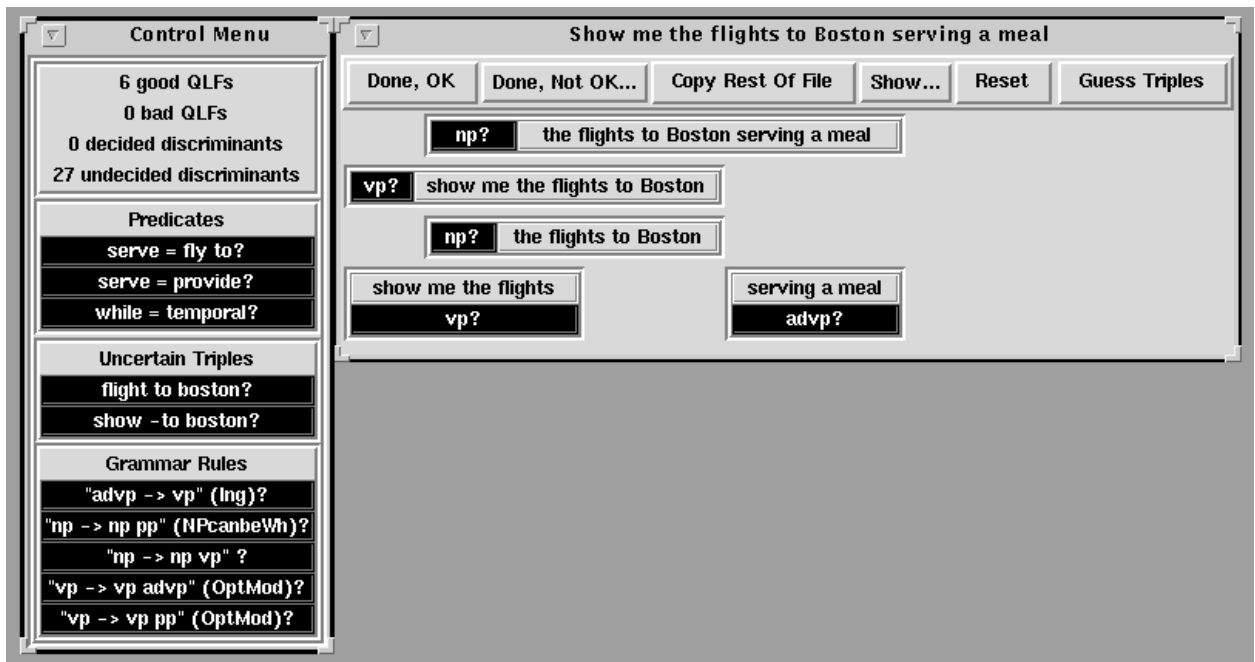 Control Menu
6 good QLFs
0 bad QLFs
0 decided discriminants
27 undecided discriminants
Predicates
serve = fly to?
serve = provide?
while = temporal?
Uncertain Triples
flight to boston?
show -to boston?
Grammar Rules
"advp -> vp" (Ing)?
"np -> np pp" (NPcanbeWh)?
"np -> np vp" ?
"vp -> vp advp" (OptMod)?
"vp -> vp pp" (OptMod)?
Show me the flights to Boston serving a meal
Done, OK Done, Not OK... Copy Rest Of File Show... Reset Guess Triples
np? the flights to Boston serving a meal
vp? show me the flights to Boston
np? the flights to Boston
show me the flights serving a meal
vp? advp?